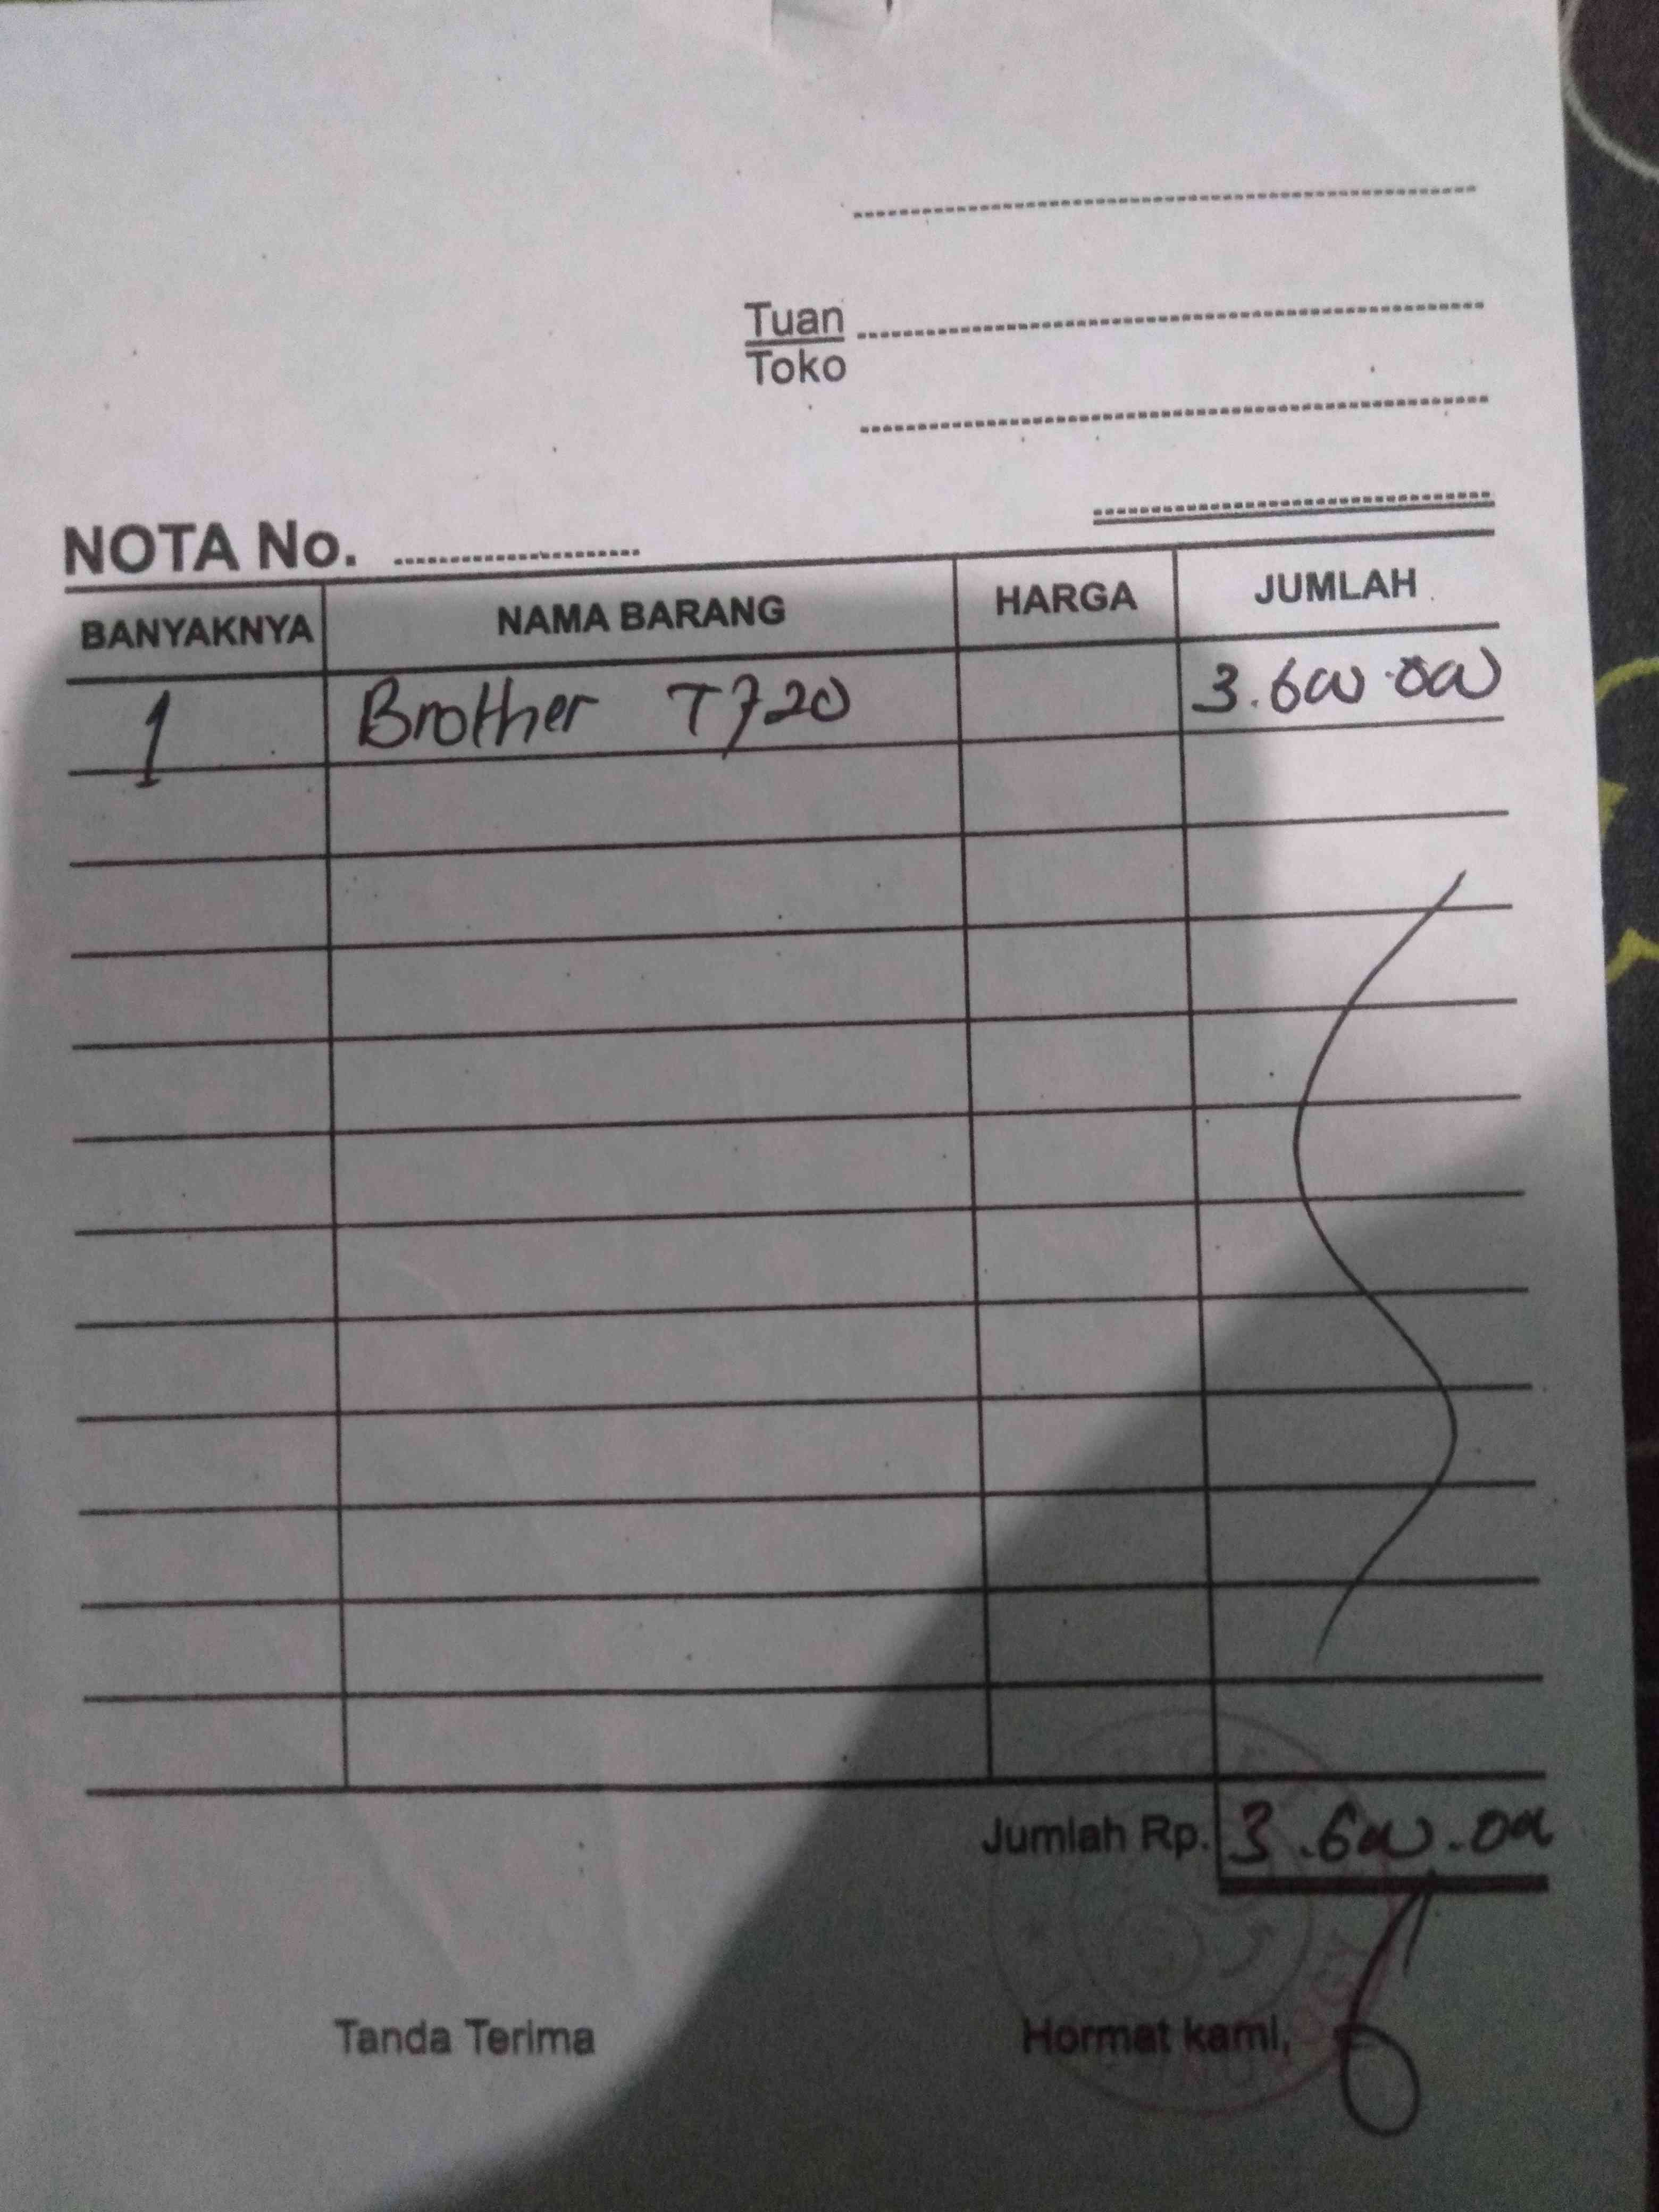 Tuan
Toko
NOTA No.
BANYAKNYA NAMA BARANG HARGA JUMLAH
1 Brother T720 3.600.000
Jumlah Rp. 3.600.000
Tanda Terima Hormat kami,